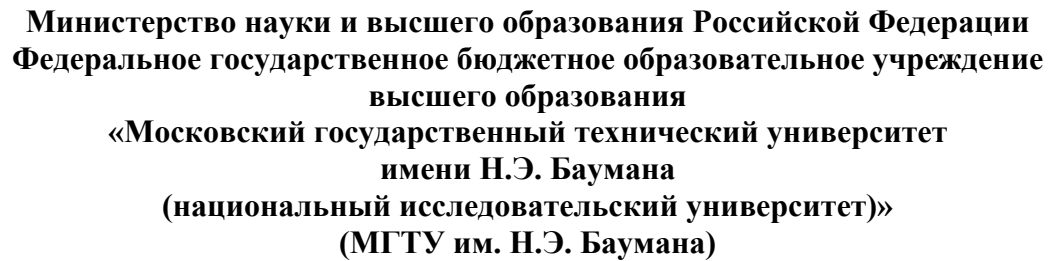 Министерство науки и высшего образования Российской Федерации
Федеральное государственное бюджетное образовательное учреждение
высшего образования
«Московский государственный технический университет
имени Н.Э. Баумана
(национальный исследовательский университет)»
(МГТУ им. Н.Э. Баумана)